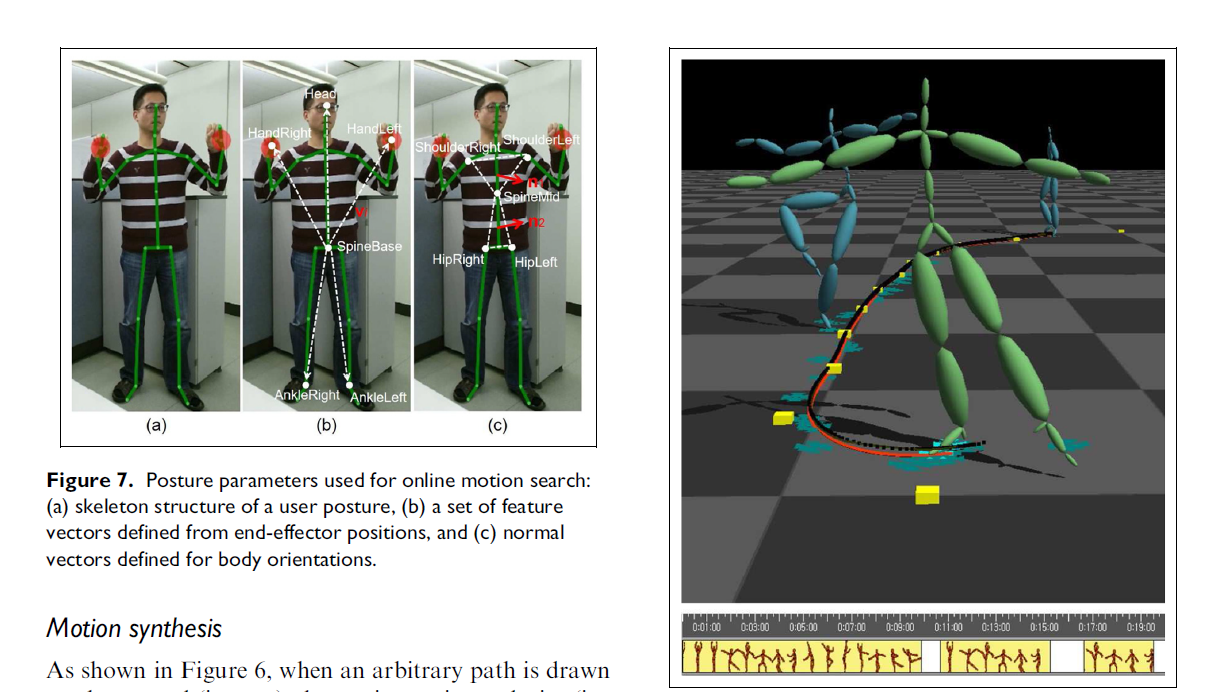 Head
HandRight
HandLeft
ShoulderRight
ShoulderLeft
SpineMid
n2
SpineBase
HipRight
HipLeft
AnkleRight
AnkleLeft
(a)
(b)
(c)
Figure 7. Posture parameters used for online motion search:
(a) skeleton structure of a user posture, (b) a set of feature
vectors defined from end-effector positions, and (c) normal
vectors defined for body orientations.
Motion synthesis
As shown in Figure 6, when an arbitrary path is drawn
0:01:00 0:03:00 0:05:00 0:07:00 0:09:00 0:11:00 0:13:00 0:15:00 0:17:00 0:19:00